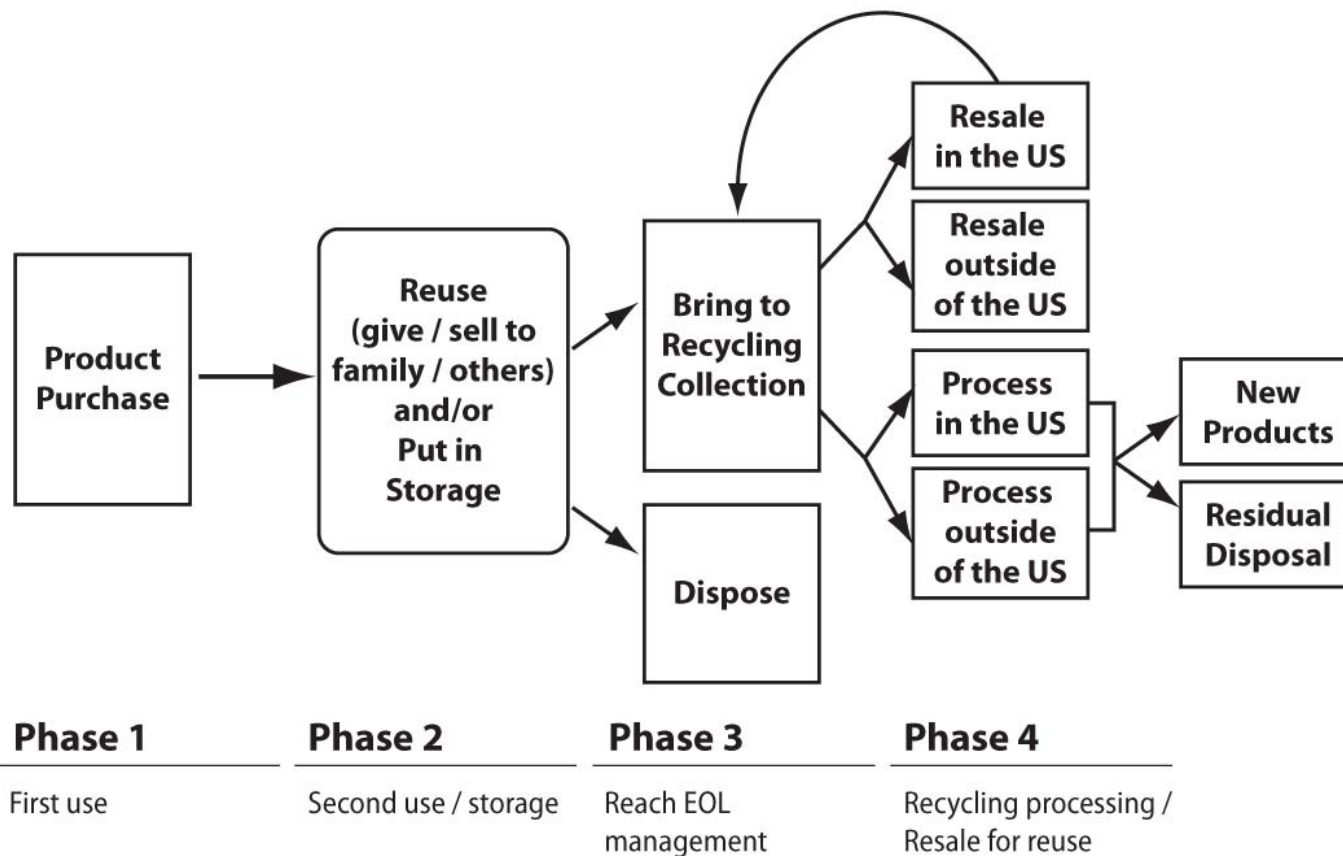 Product
Purchase
Reuse
(give / sell to
family / others)
and/or
Put in
Storage
Bring to
Recycling
Collection
Dispose
Resale
in the US
Resale
outside
of the US
Process
in the US
Process
outside
of the US
New
Products
Residual
Disposal
Phase 1
First use
Phase 2
Second use / storage
Phase 3
Reach EOL
management
Phase 4
Recycling processing /
Resale for reuse